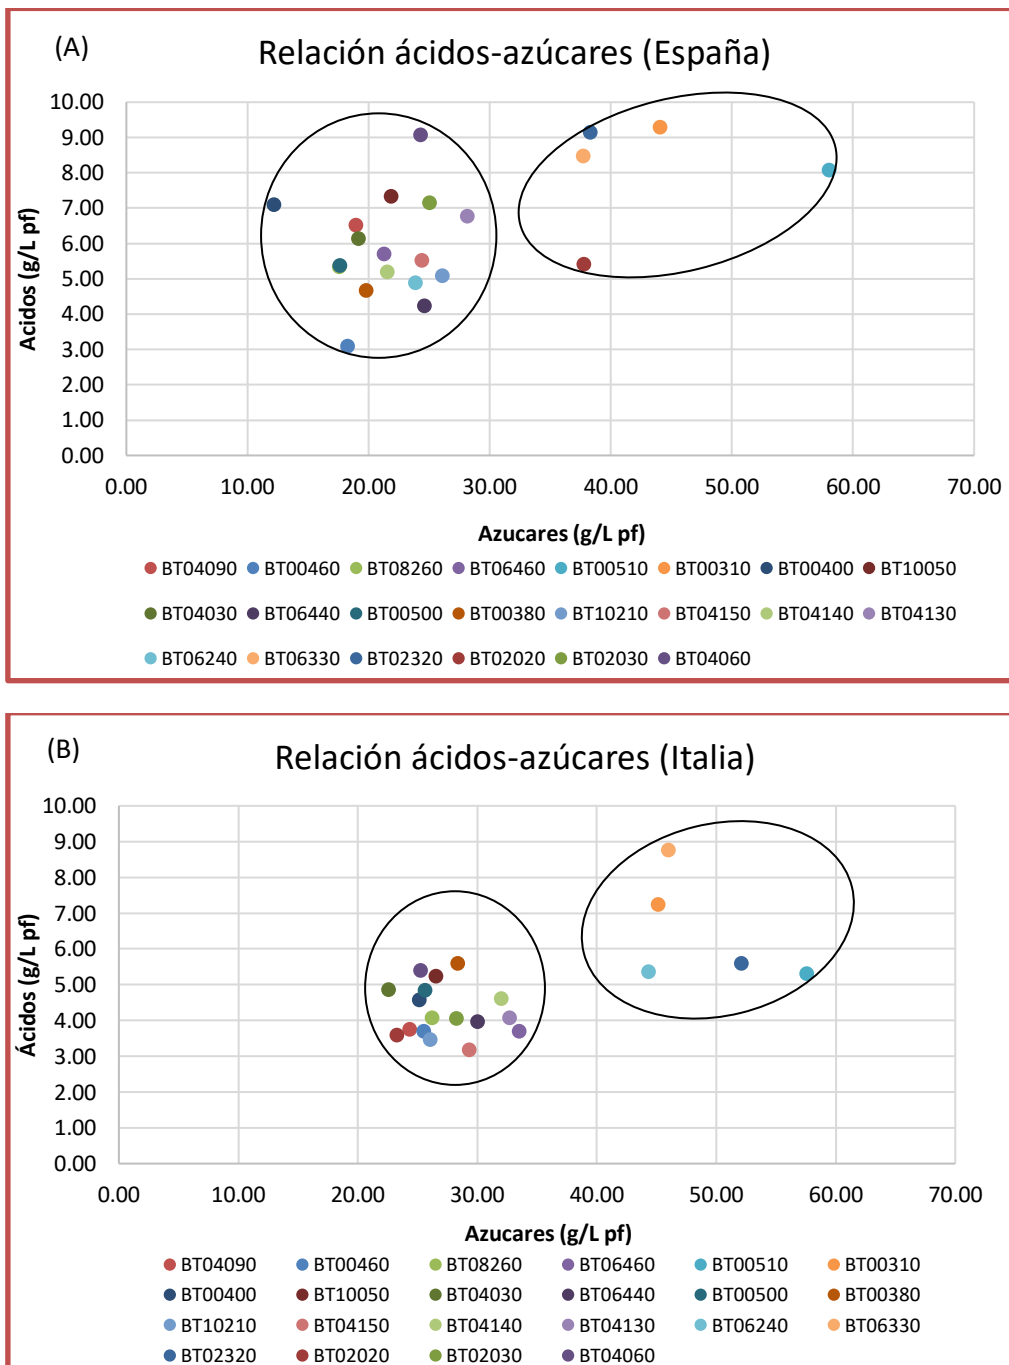 (A)
Relación ácidos-azúcares (España)
10.00
9.00
8.00
7.00
6.00
5.00
4.00
3.00
2.00
1.00
0.00
Acidos (g/L pf)
0.00 10.00 20.00 30.00 40.00 50.00 60.00 70.00
Azucares (g/L pf)
BT04090 BT00460 BT08260 BT06460 BT00510 BT00310 BT00400 BT10050
BT04030 BT06440 BT00500 BT00380 BT10210 BT04150 BT04140 BT04130
BT06240 BT06330 BT02320 BT02020 BT02030 BT04060
(B)
Relación ácidos-azúcares (Italia)
10.00
9.00
8.00
7.00
6.00
5.00
4.00
3.00
2.00
1.00
0.00
Ácidos (g/L pf)
0.00 10.00 20.00 30.00 40.00 50.00 60.00 70.00
Azucares (g/L pf)
BT04090 BT00460 BT08260 BT06460 BT00510 BT00310
BT00400 BT10050 BT04030 BT06440 BT00500 BT00380
BT10210 BT04150 BT04140 BT04130 BT06240 BT06330
BT02320 BT02020 BT02030 BT04060